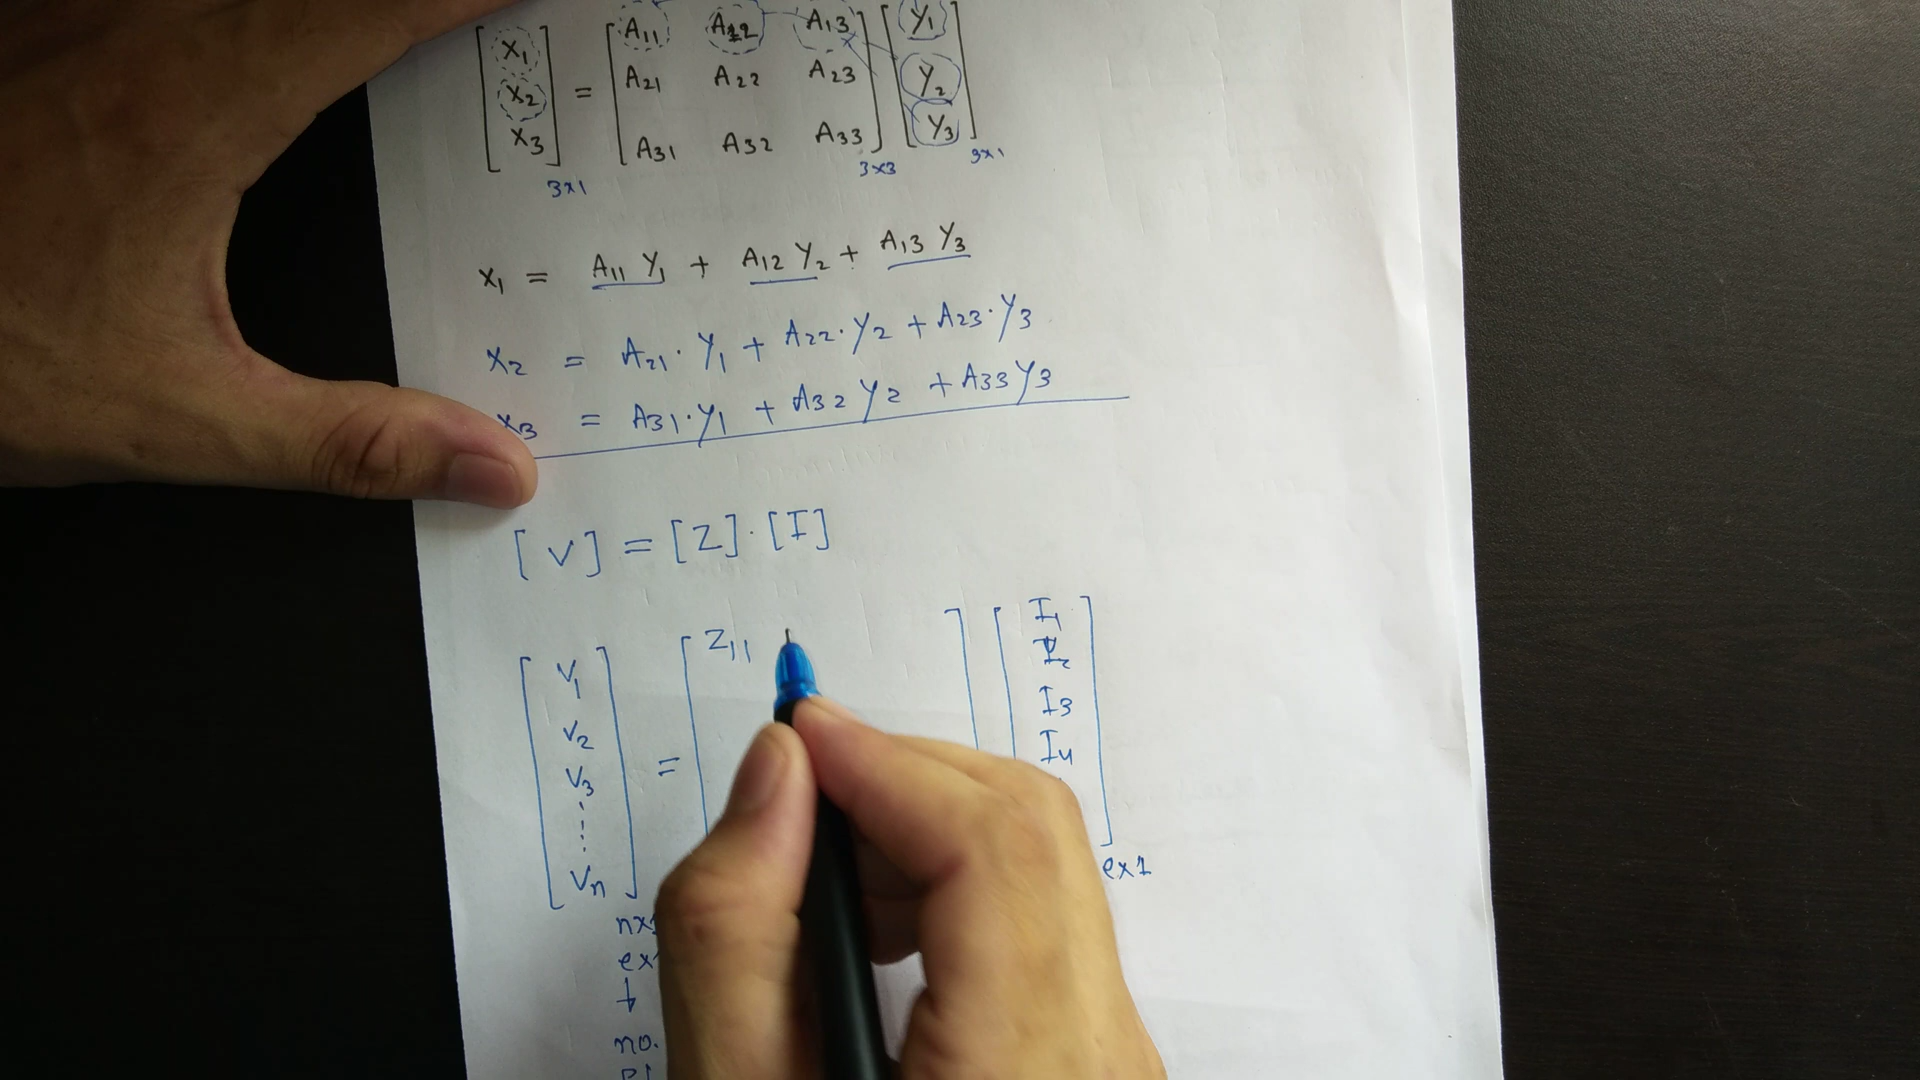 [x1 x2 x3] 3x1 = [A11 A22 A13 A21 A22 A23 A31 A32 A33] 3x3 [y1 y2 y3] 3x1
x1 = A11 y1 + A12 y2 + A13 y3
x2 = A21 · y1 + A22 · y2 + A23 · y3
x3 = A31 · y1 + A32 y2 + A33 y3
[V] = [Z] · [I]
[V1 V2 V3 ⋮ Vn] = [Z11 ] [I1 I2 I3 I4 ] ex1
no.